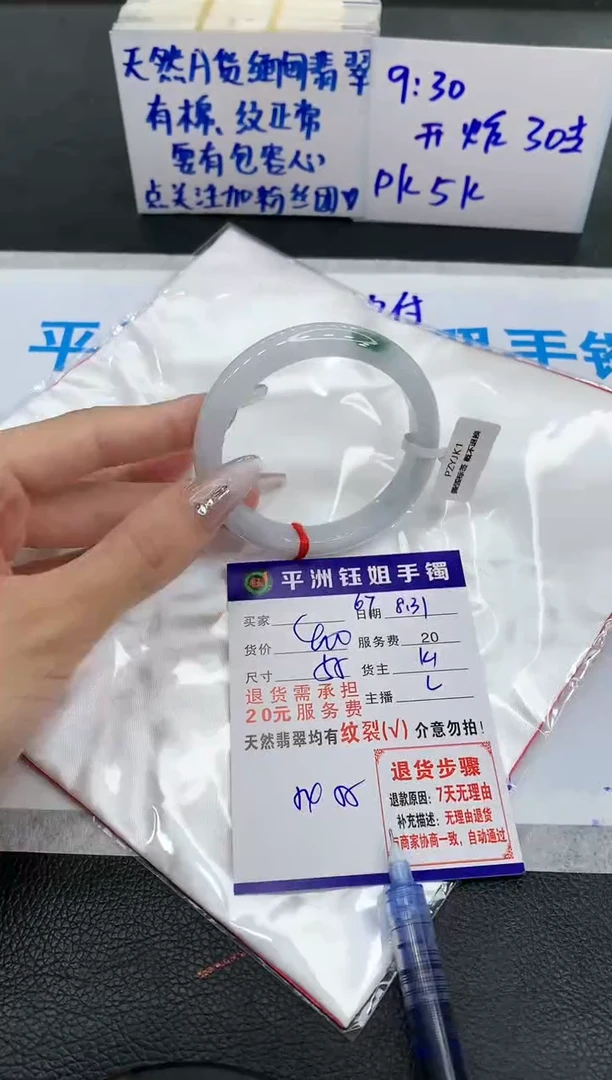 天然A货缅甸翡翠
有棉、纹正常
要有包容心
点关注加粉丝团
9:30
开炸 30支
PK 5K
平洲钰姐手镯
买家
日期 8.31
货价
服务费 20
尺寸 55
货主
退货需承担
20元服务费
主播
天然翡翠均有纹裂(√) 介意勿拍!
退货步骤
退款原因: 7天无理由
补充描述: 无理由退货
与商家协商一致, 自动通过
PZYJK1